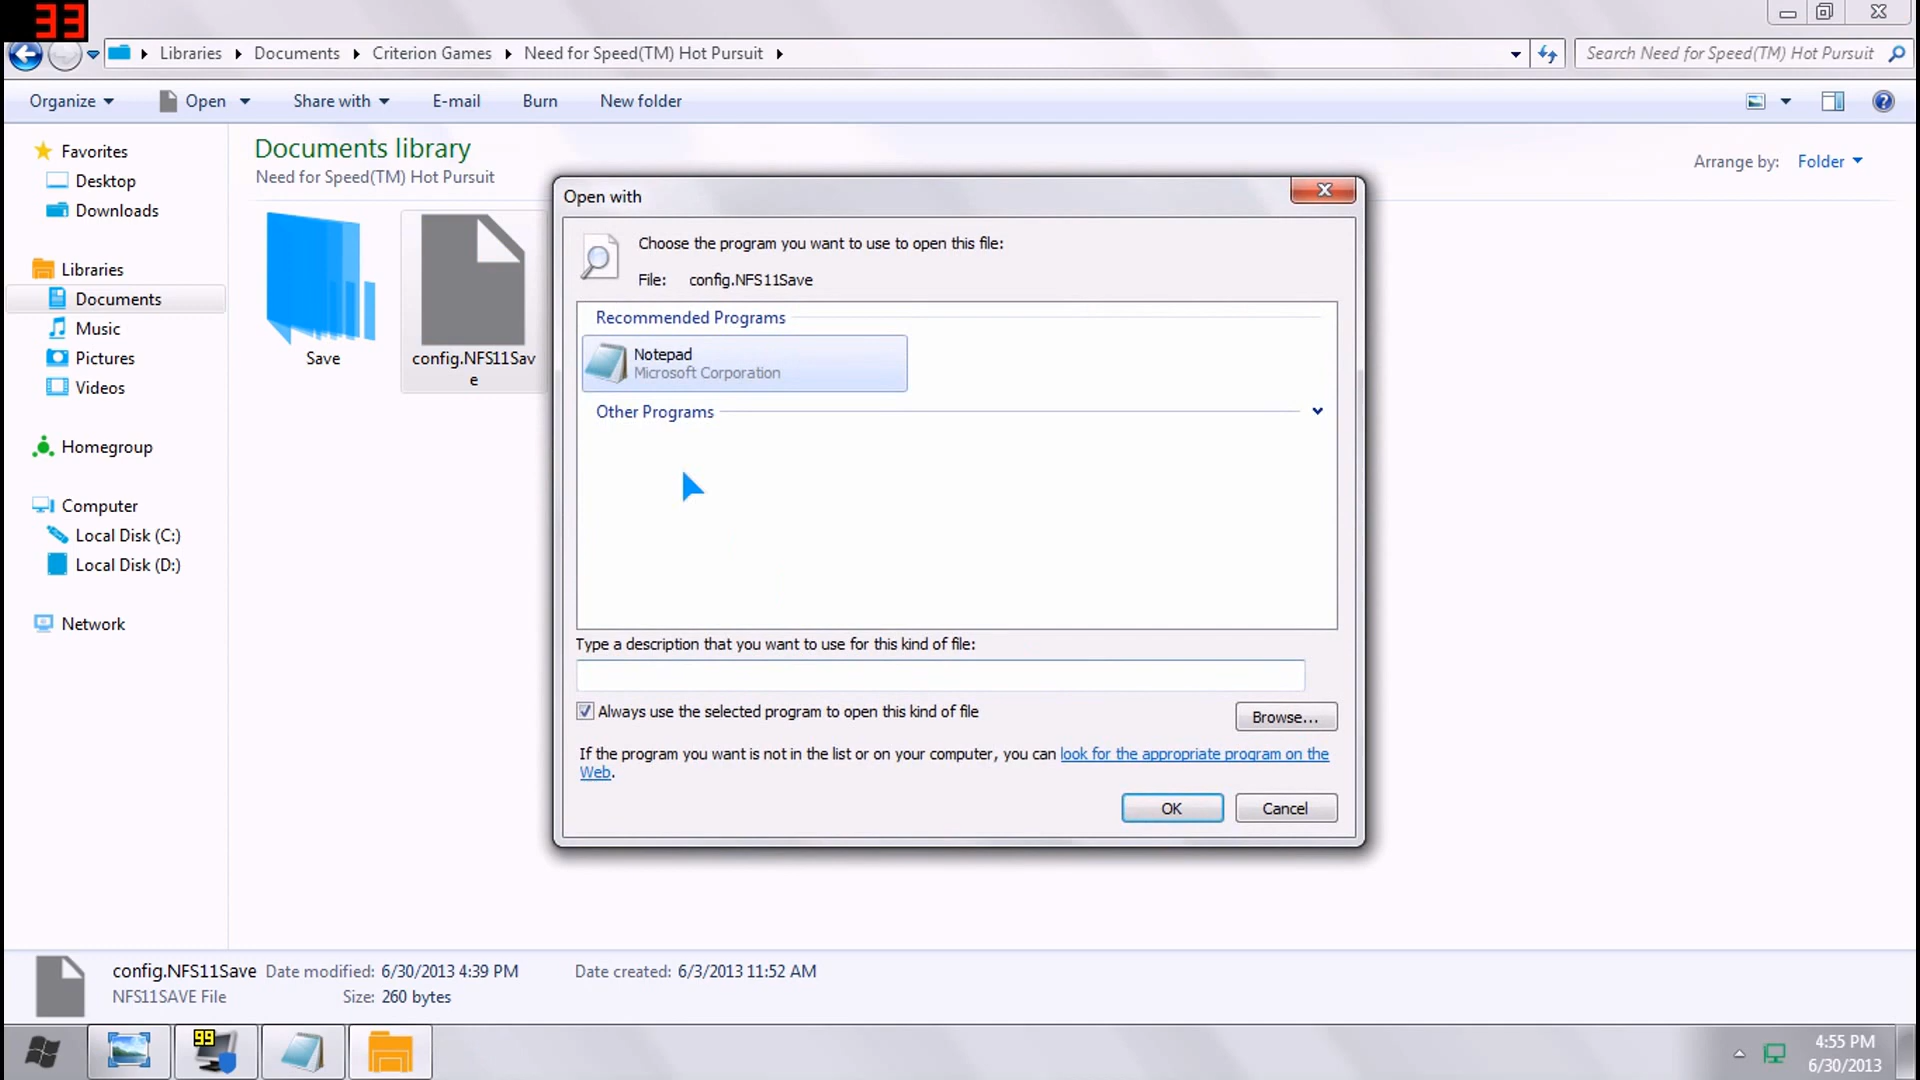 33
Libraries
Documents
Criterion Games
Need for Speed(TM) Hot Pursuit
Search Need for Speed(TM) Hot Pursuit
Organize
Open
Share with
E-mail
Burn
New folder
Favorites
Desktop
Downloads
Libraries
Documents
Music
Pictures
Videos
Homegroup
Computer
Local Disk (C:)
Local Disk (D:)
Network
Documents library
Need for Speed(TM) Hot Pursuit
Arrange by: Folder
Save
config.NFS11Sav
e
Open with
Choose the program you want to use to open this file:
File: config.NFS11Save
Recommended Programs
Notepad
Microsoft Corporation
Other Programs
Type a description that you want to use for this kind of file:
Always use the selected program to open this kind of file
Browse...
If the program you want is not in the list or on your computer, you can look for the appropriate program on the
Web.
OK
Cancel
config.NFS11Save Date modified: 6/30/2013 4:39 PM Date created: 6/3/2013 11:52 AM
NFS11SAVE File Size: 260 bytes
99
4:55 PM
6/30/2013